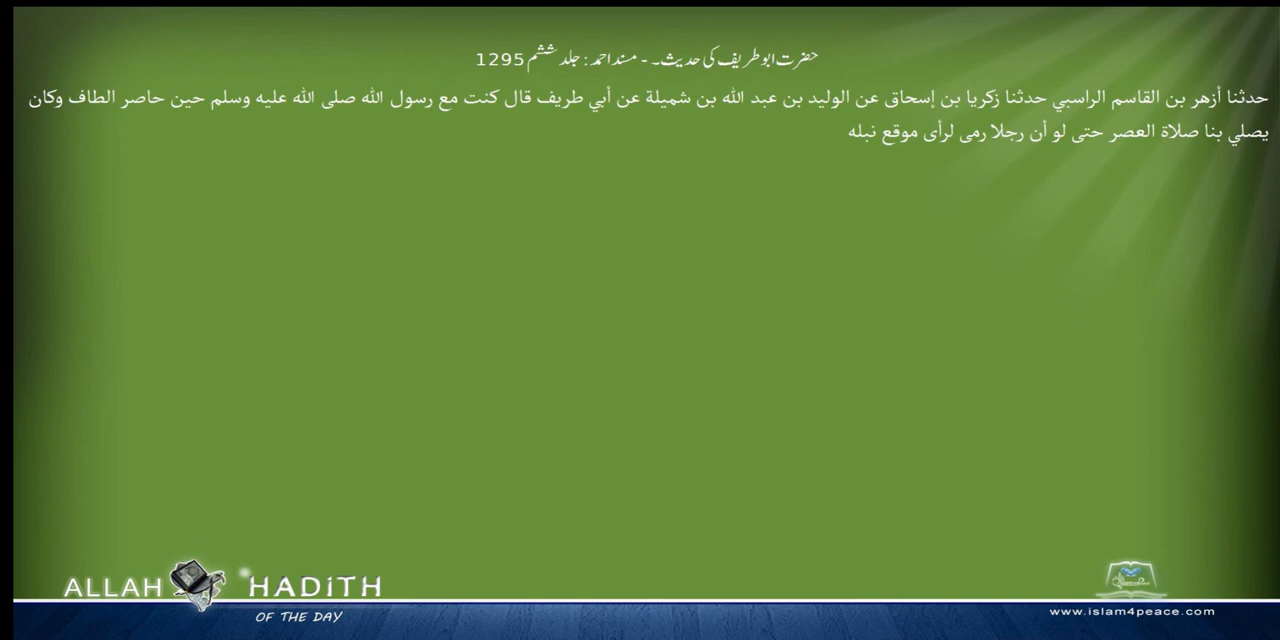 حضرت ابوطریف کی حدیث۔ - مسند احمد: جلد ششم 1295
حدثنا أزهر بن القاسم الراسبي حدثنا زكريا بن إسحاق عن الوليد بن عبد الله بن شميلة عن أبي طريف قال كنت مع رسول الله صلى الله عليه وسلم حين حاصر الطاف وكان
يصلي بنا صلاة العصر حتى لو أن رجلا رمى لرأى موقع نبله
ALLAH HADITH
OF THE DAY
www.islam4peace.com